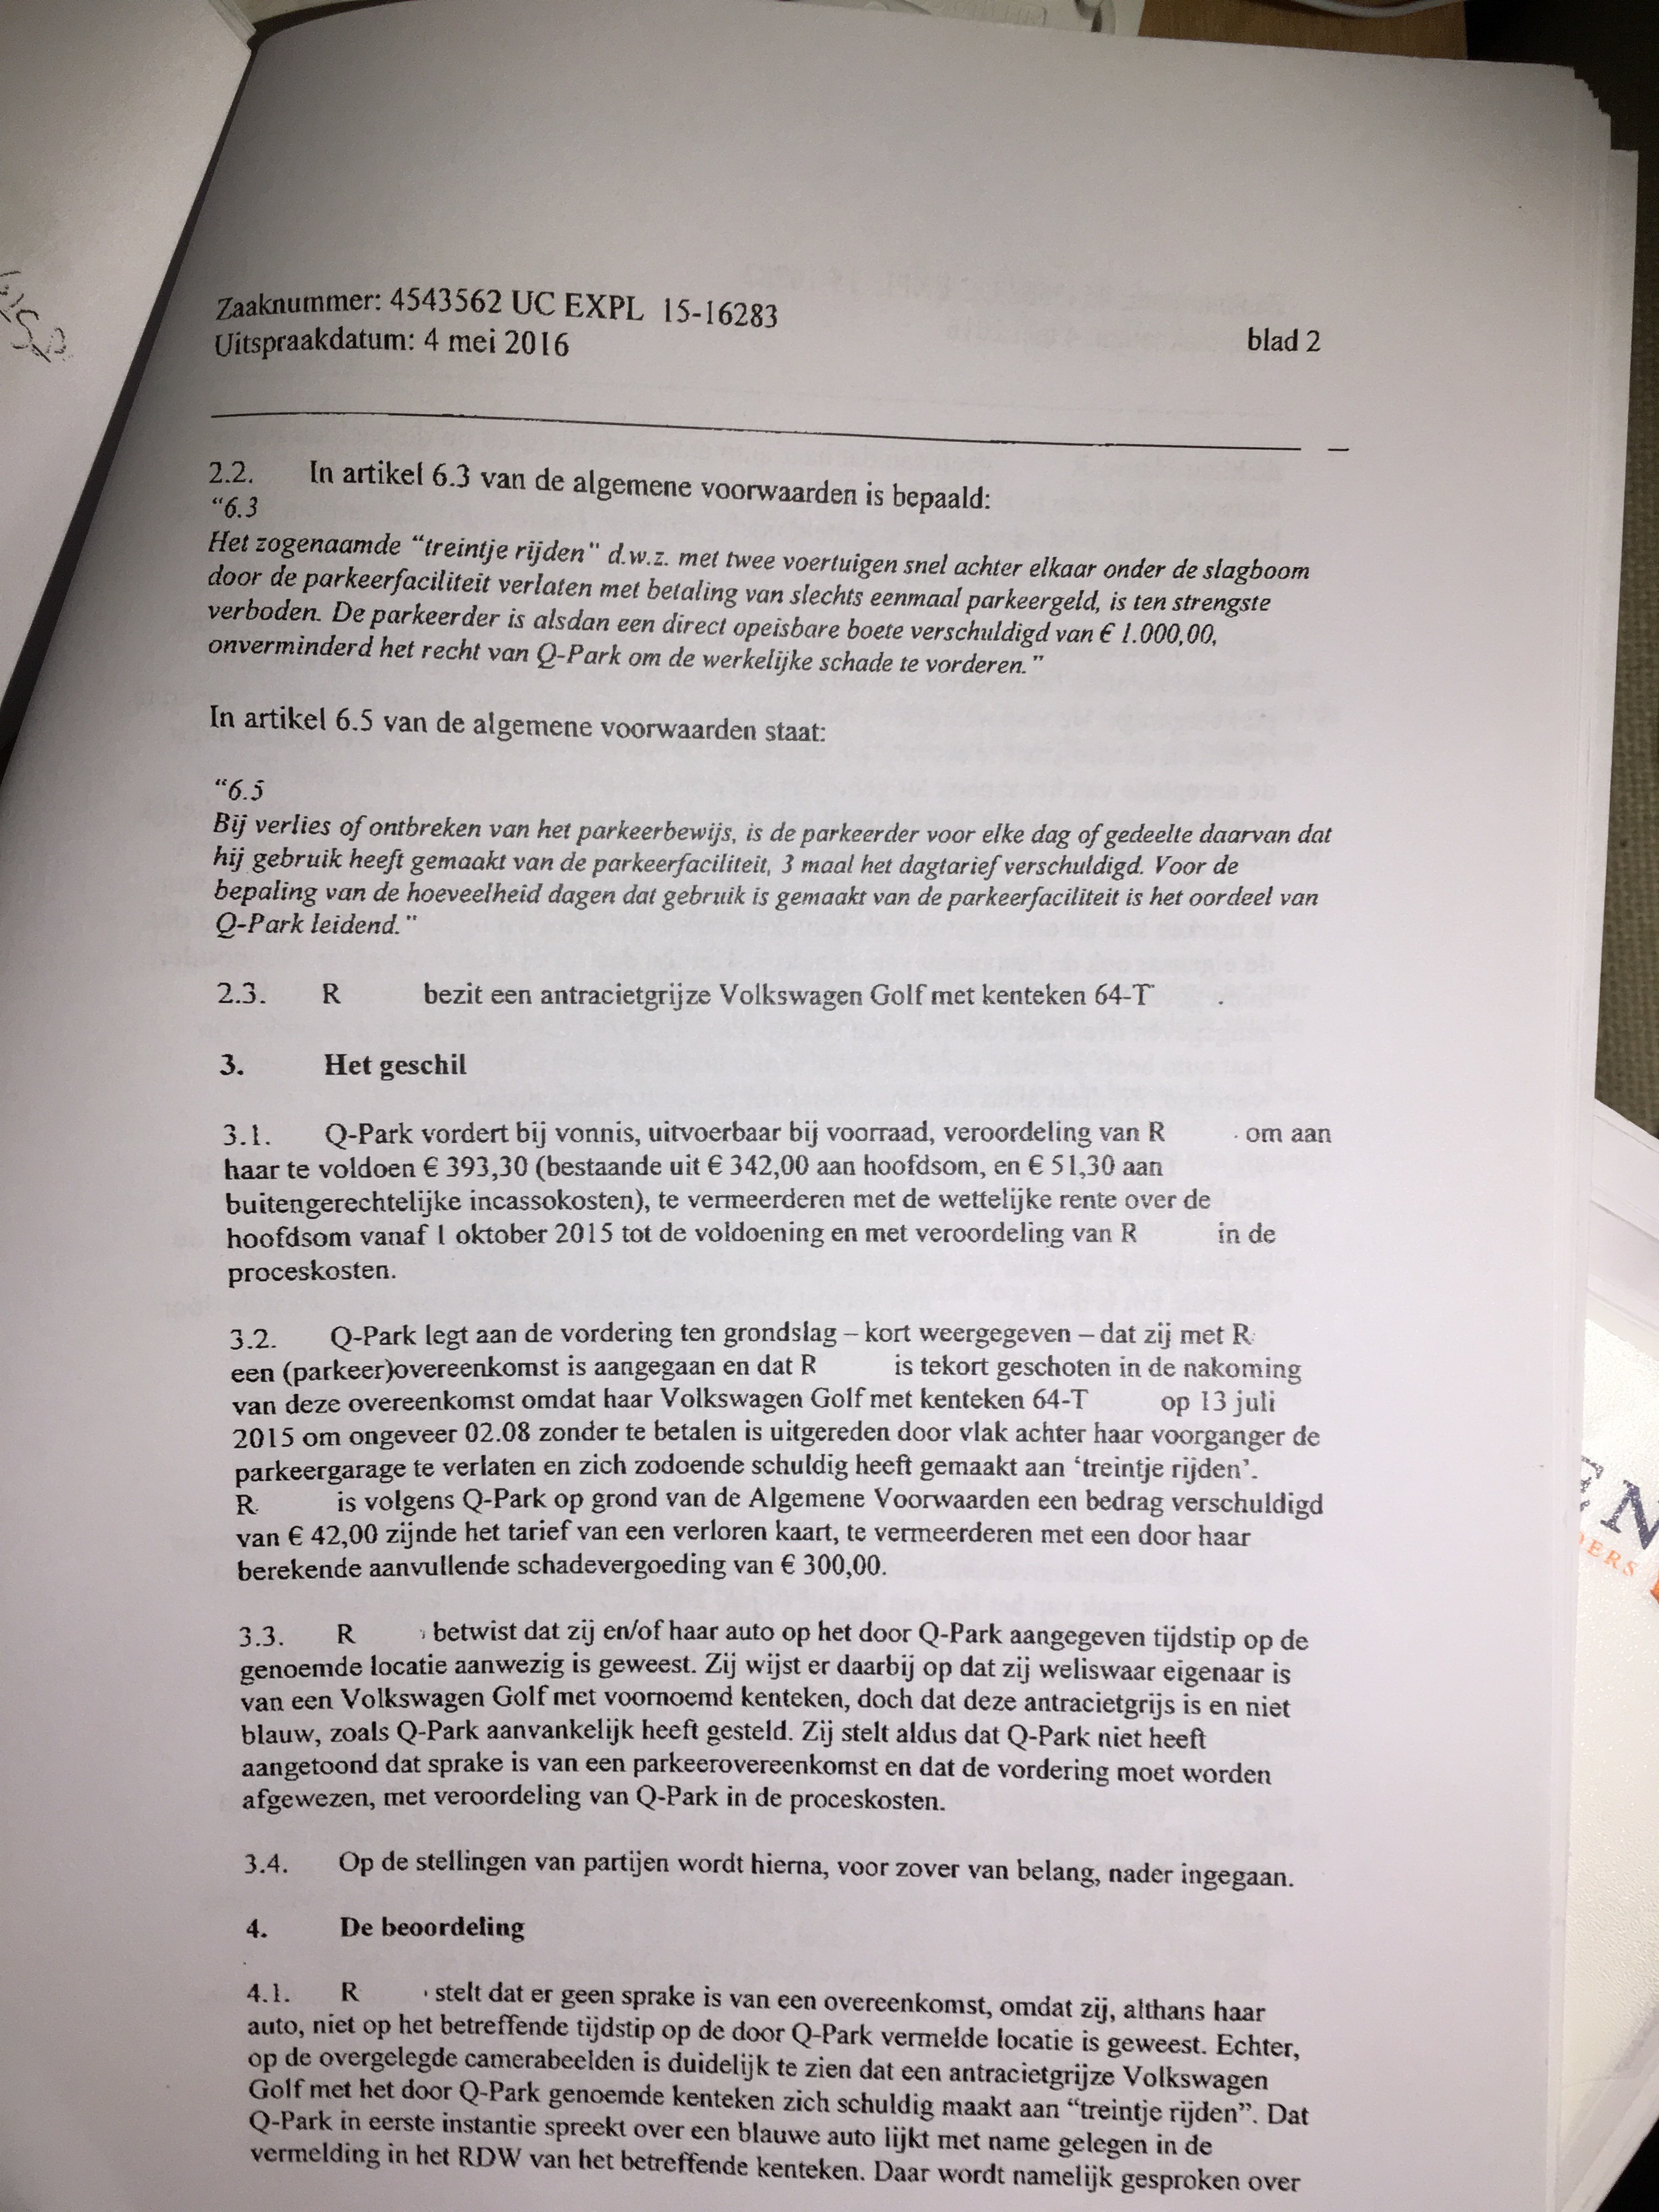 Zaaknummer: 4543562 UC EXPL 15-16283
Uitspraakdatum: 4 mei 2016
blad 2
2.2. In artikel 6.3 van de algemene voorwaarden is bepaald:
“6.3
Het zogenaamde “treintje rijden” d.w.z. met twee voertuigen snel achter elkaar onder de slagboom
door de parkeerfaciliteit verlaten met betaling van slechts eenmaal parkeergeld, is ten strengste
verboden. De parkeerder is alsdan een direct opeisbare boete verschuldigd van € 1.000,00,
onverminderd het recht van Q-Park om de werkelijke schade te vorderen.”
In artikel 6.5 van de algemene voorwaarden staat:
“6.5
Bij verlies of ontbreken van het parkeerbewijs, is de parkeerder voor elke dag of gedeelte daarvan dat
hij gebruik heeft gemaakt van de parkeerfaciliteit, 3 maal het dagtarief verschuldigd. Voor de
bepaling van de hoeveelheid dagen dat gebruik is gemaakt van de parkeerfaciliteit is het oordeel van
Q-Park leidend.”
2.3. R bezit een antracietgrijze Volkswagen Golf met kenteken 64-T .
3. Het geschil
3.1. Q-Park vordert bij vonnis, uitvoerbaar bij voorraad, veroordeling van R om aan
haar te voldoen € 393,30 (bestaande uit € 342,00 aan hoofdsom, en € 51,30 aan
buitengerechtelijke incassokosten), te vermeerderen met de wettelijke rente over de
hoofdsom vanaf 1 oktober 2015 tot de voldoening en met veroordeling van R in de
proceskosten.
3.2. Q-Park legt aan de vordering ten grondslag – kort weergegeven – dat zij met R
een (parkeer)overeenkomst is aangegaan en dat R is tekort geschoten in de nakoming
van deze overeenkomst omdat haar Volkswagen Golf met kenteken 64-T op 13 juli
2015 om ongeveer 02.08 zonder te betalen is uitgereden door vlak achter haar voorganger de
parkeergarage te verlaten en zich zodoende schuldig heeft gemaakt aan ‘treintje rijden’.
R is volgens Q-Park op grond van de Algemene Voorwaarden een bedrag verschuldigd
van € 42,00 zijnde het tarief van een verloren kaart, te vermeerderen met een door haar
berekende aanvullende schadevergoeding van € 300,00.
3.3. R betwist dat zij en/of haar auto op het door Q-Park aangegeven tijdstip op de
genoemde locatie aanwezig is geweest. Zij wijst er daarbij op dat zij weliswaar eigenaar is
van een Volkswagen Golf met voornoemd kenteken, doch dat deze antracietgrijs is en niet
blauw, zoals Q-Park aanvankelijk heeft gesteld. Zij stelt aldus dat Q-Park niet heeft
aangetoond dat sprake is van een parkeerovereenkomst en dat de vordering moet worden
afgewezen, met veroordeling van Q-Park in de proceskosten.
3.4. Op de stellingen van partijen wordt hierna, voor zover van belang, nader ingegaan.
4. De beoordeling
4.1. R stelt dat er geen sprake is van een overeenkomst, omdat zij, althans haar
auto, niet op het betreffende tijdstip op de door Q-Park vermelde locatie is geweest. Echter,
op de overgelegde camerabeelden is duidelijk te zien dat een antracietgrijze Volkswagen
Golf met het door Q-Park genoemde kenteken zich schuldig maakt aan “treintje rijden”. Dat
Q-Park in eerste instantie spreekt over een blauwe auto lijkt met name gelegen in de
vermelding in het RDW van het betreffende kenteken. Daar wordt namelijk gesproken over